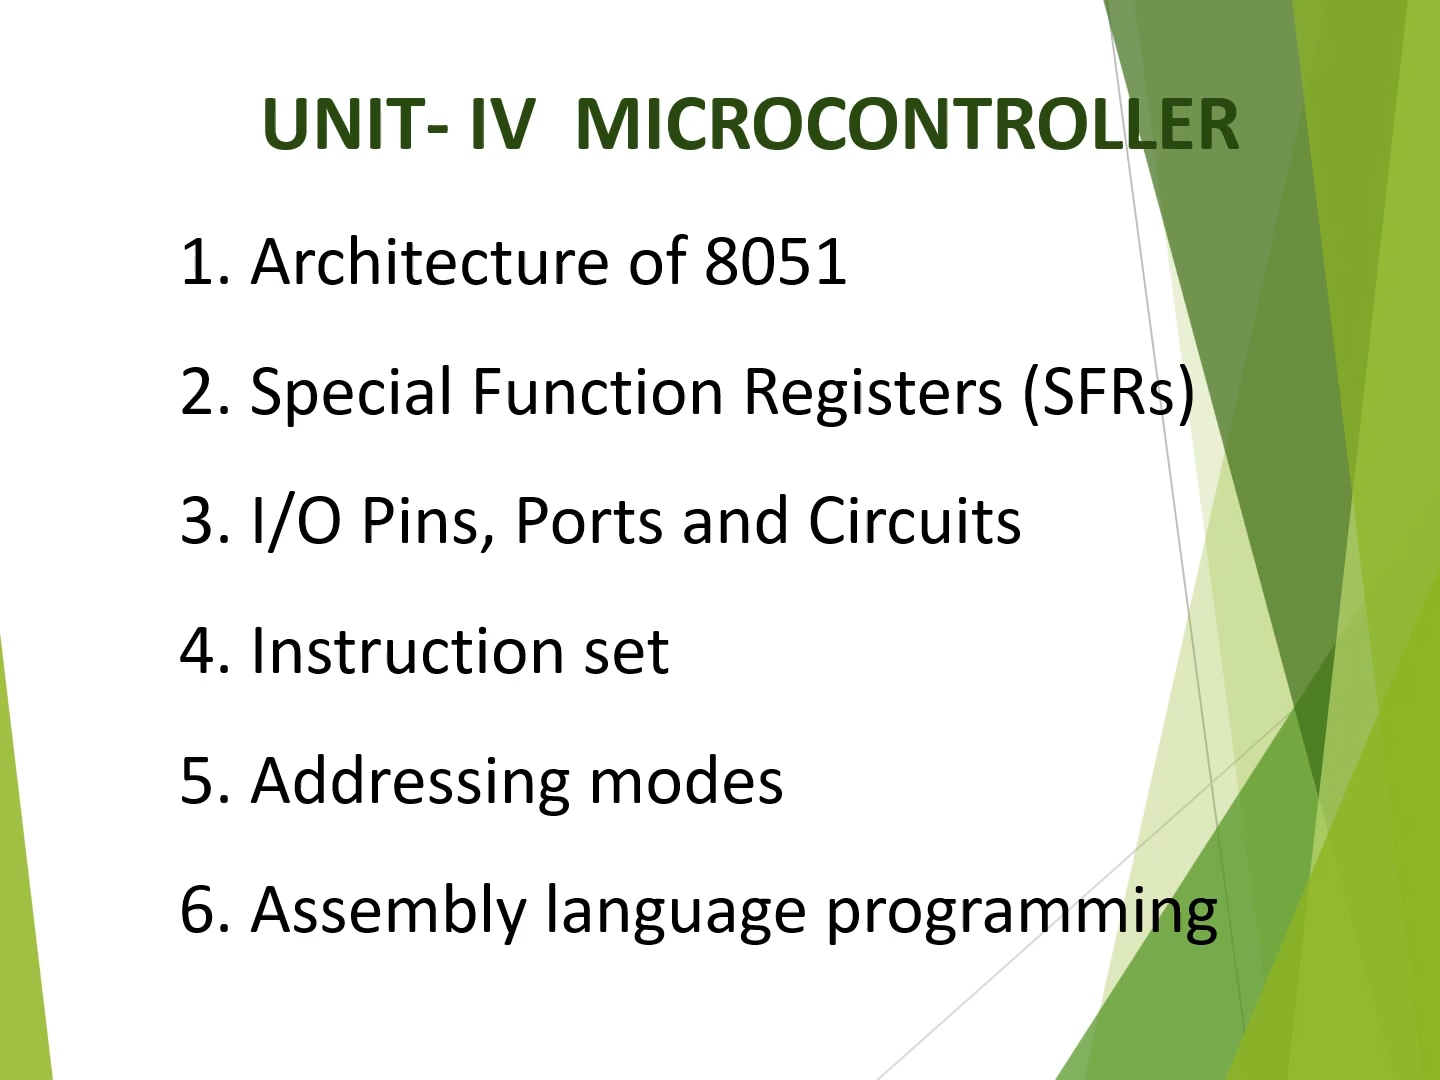 UNIT- IV  MICROCONTROLLER
1. Architecture of 8051
2. Special Function Registers (SFRs)
3. I/O Pins, Ports and Circuits
4. Instruction set
5. Addressing modes
6. Assembly language programming